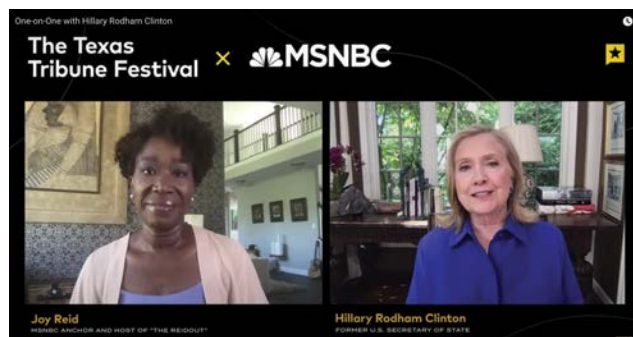 One-on-One with Hillary Rodham Clinton
The Texas
Tribune Festival × MSNBC
Joy Reid
MSNBC ANCHOR AND HOST OF "THE REIDOUT"
Hillary Rodham Clinton
FORMER U.S. SECRETARY OF STATE